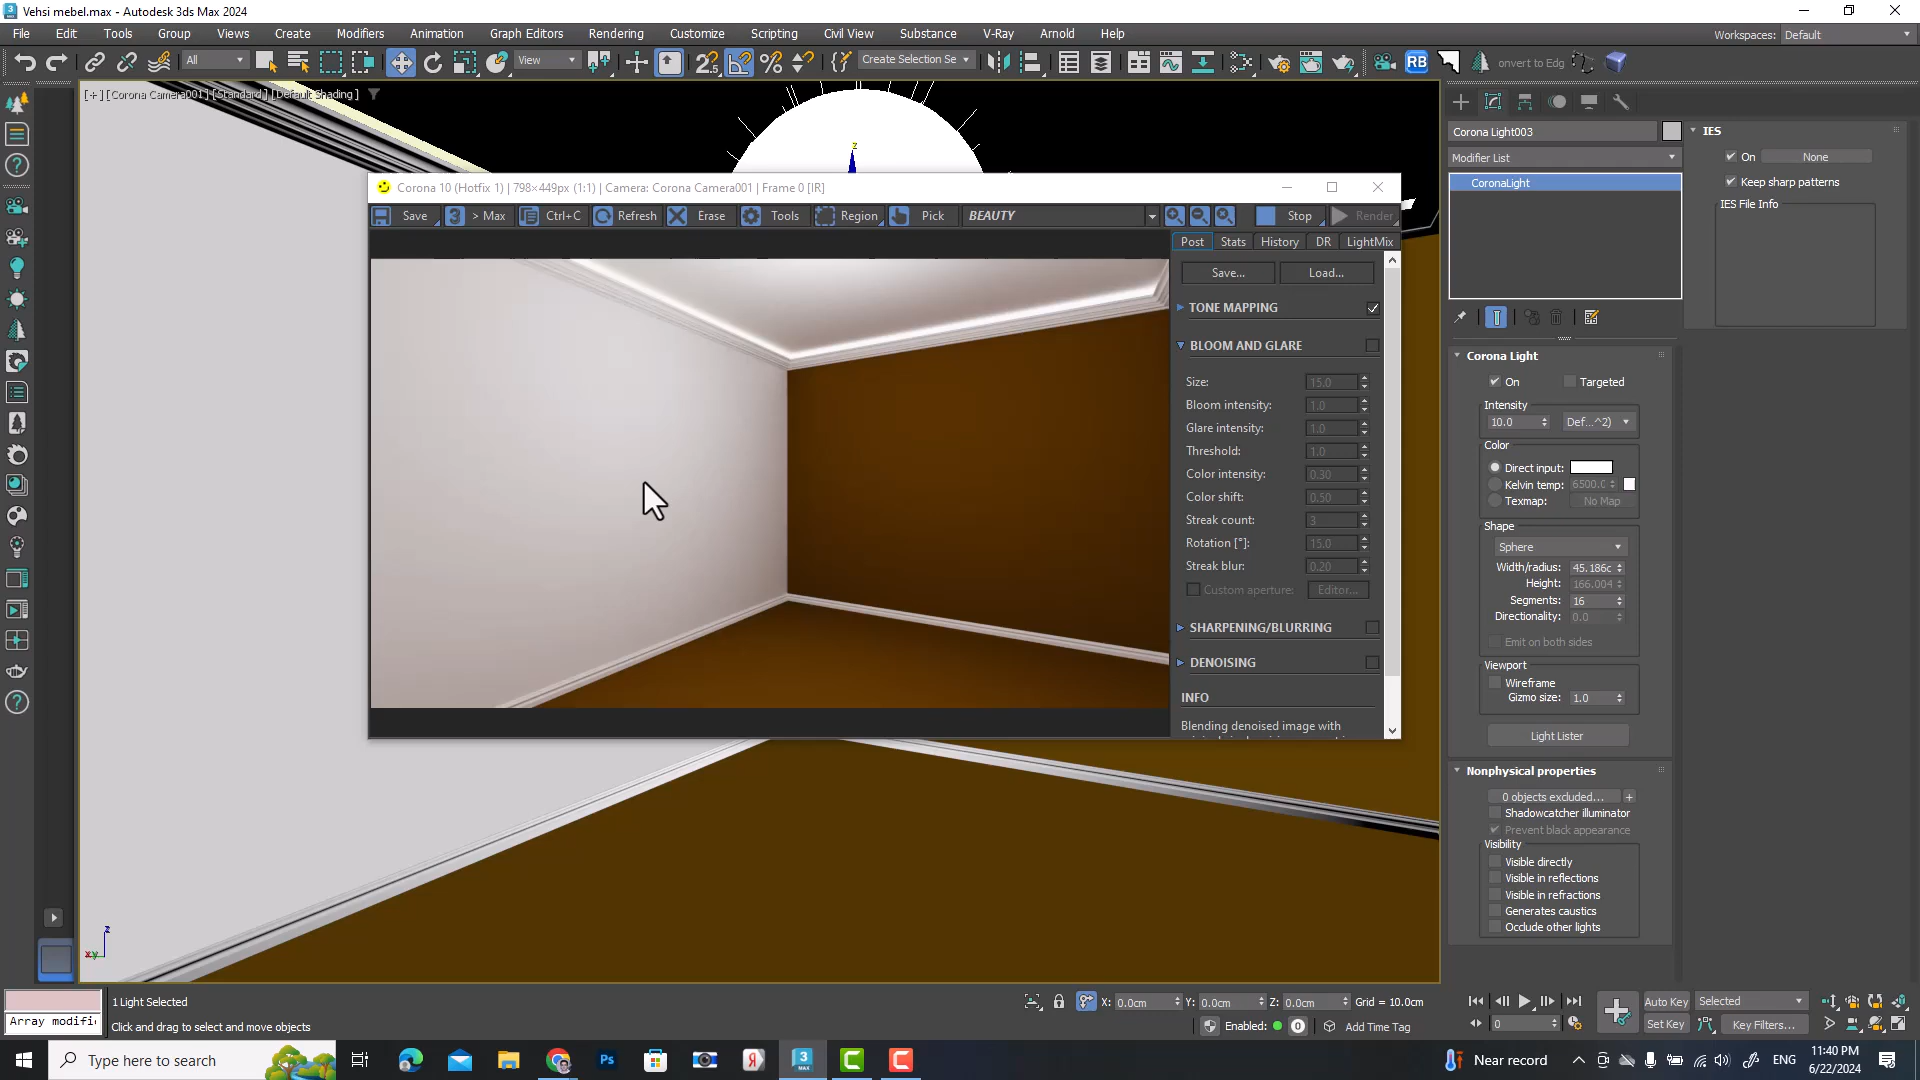 Vehsi mebel.max - Autodesk 3ds Max 2024
File Edit Tools Group Views Create Modifiers Animation Graph Editors Rendering Customize Scripting Civil View Substance V-Ray Arnold Help
Workspaces: Default
All View Create Selection Se RB onvert to Edg
[+] [Corona Camera001] [Standard] [Default Shading]
Corona 10 (Hotfix 1) | 798×449px (1:1) | Camera: Corona Camera001 | Frame 0 [IR]
Save > Max Ctrl+C Refresh Erase Tools Region Pick BEAUTY Stop Render
Post Stats History DR LightMix
Save... Load...
TONE MAPPING
BLOOM AND GLARE
Size: 15.0
Bloom intensity: 1.0
Glare intensity: 1.0
Threshold: 1.0
Color intensity: 0.30
Color shift: 0.50
Streak count: 3
Rotation [°]: 15.0
Streak blur: 0.20
Custom aperture: Editor...
SHARPENING/BLURRING
DENOISING
INFO
Blending denoised image with
Corona Light003
Modifier List
CoronaLight
Corona Light
On Targeted
Intensity
10.0 Def...^2)
Color
Direct input:
Kelvin temp: 6500.0
Texmap: No Map
Shape
Sphere
Width/radius: 45.186c
Height: 166.004
Segments: 16
Directionality: 0.0
Emit on both sides
Viewport
Wireframe
Gizmo size: 1.0
Light Lister
Nonphysical properties
0 objects excluded... +
Shadowcatcher illuminator
Prevent black appearance
Visibility
Visible directly
Visible in reflections
Visible in refractions
Generates caustics
Occlude other lights
IES
On None
Keep sharp patterns
IES File Info
z
z
x y
Array modifi
1 Light Selected
Click and drag to select and move objects
X: 0.0cm Y: 0.0cm Z: 0.0cm Grid = 10.0cm
Enabled: 0 Add Time Tag
0
Auto Key Selected
Set Key Key Filters...
Type here to search
Ps
Near record ENG
11:40 PM
6/22/2024